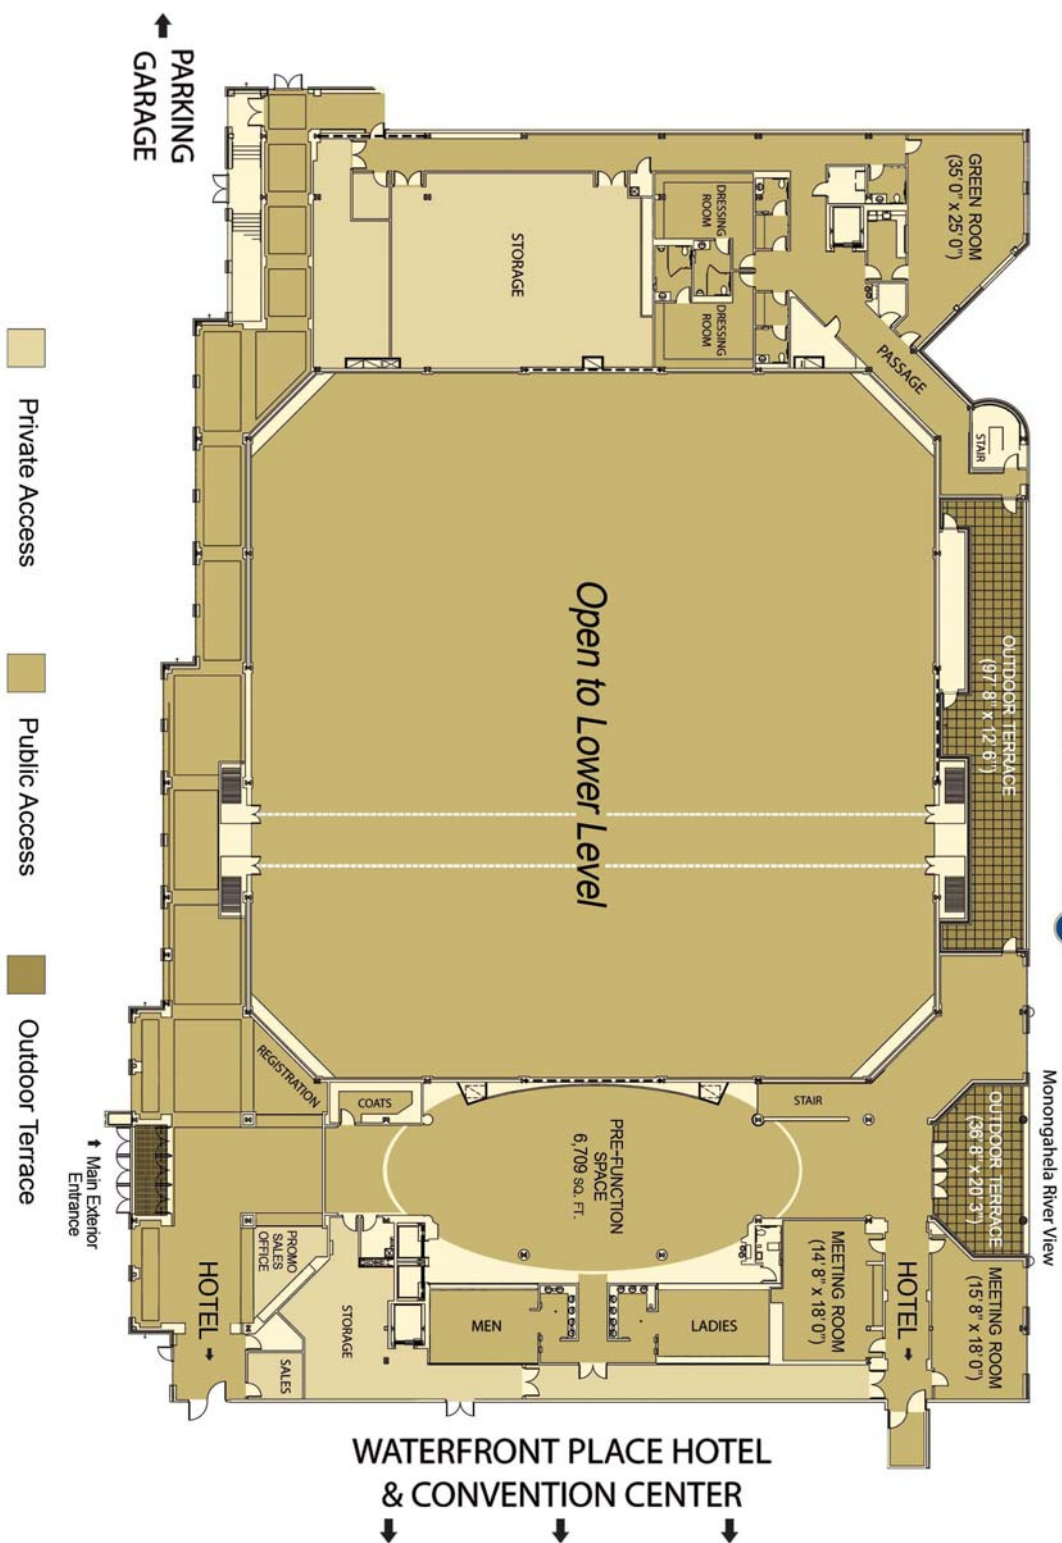 PARKING
GARAGE
GREEN ROOM
(35' 0" x 25' 0")
DRESSING
ROOM
STORAGE
DRESSING
ROOM
PASSAGE
STAIR
OUTDOOR TERRACE
(97' 8" x 12' 6")
Open to Lower Level
Monongahela River View
OUTDOOR TERRACE
(36' 8" x 20' 3")
REGISTRATION
COATS
STAIR
PRE-FUNCTION
SPACE
6,709 SQ. FT.
Main Exterior
Entrance
PROMO
SALES
OFFICE
HOTEL
STORAGE
SALES
MEN
LADIES
MEETING ROOM
(14' 8" x 18' 0")
HOTEL
MEETING ROOM
(15' 8" x 18' 0")
WATERFRONT PLACE HOTEL
& CONVENTION CENTER
Private Access
Public Access
Outdoor Terrace